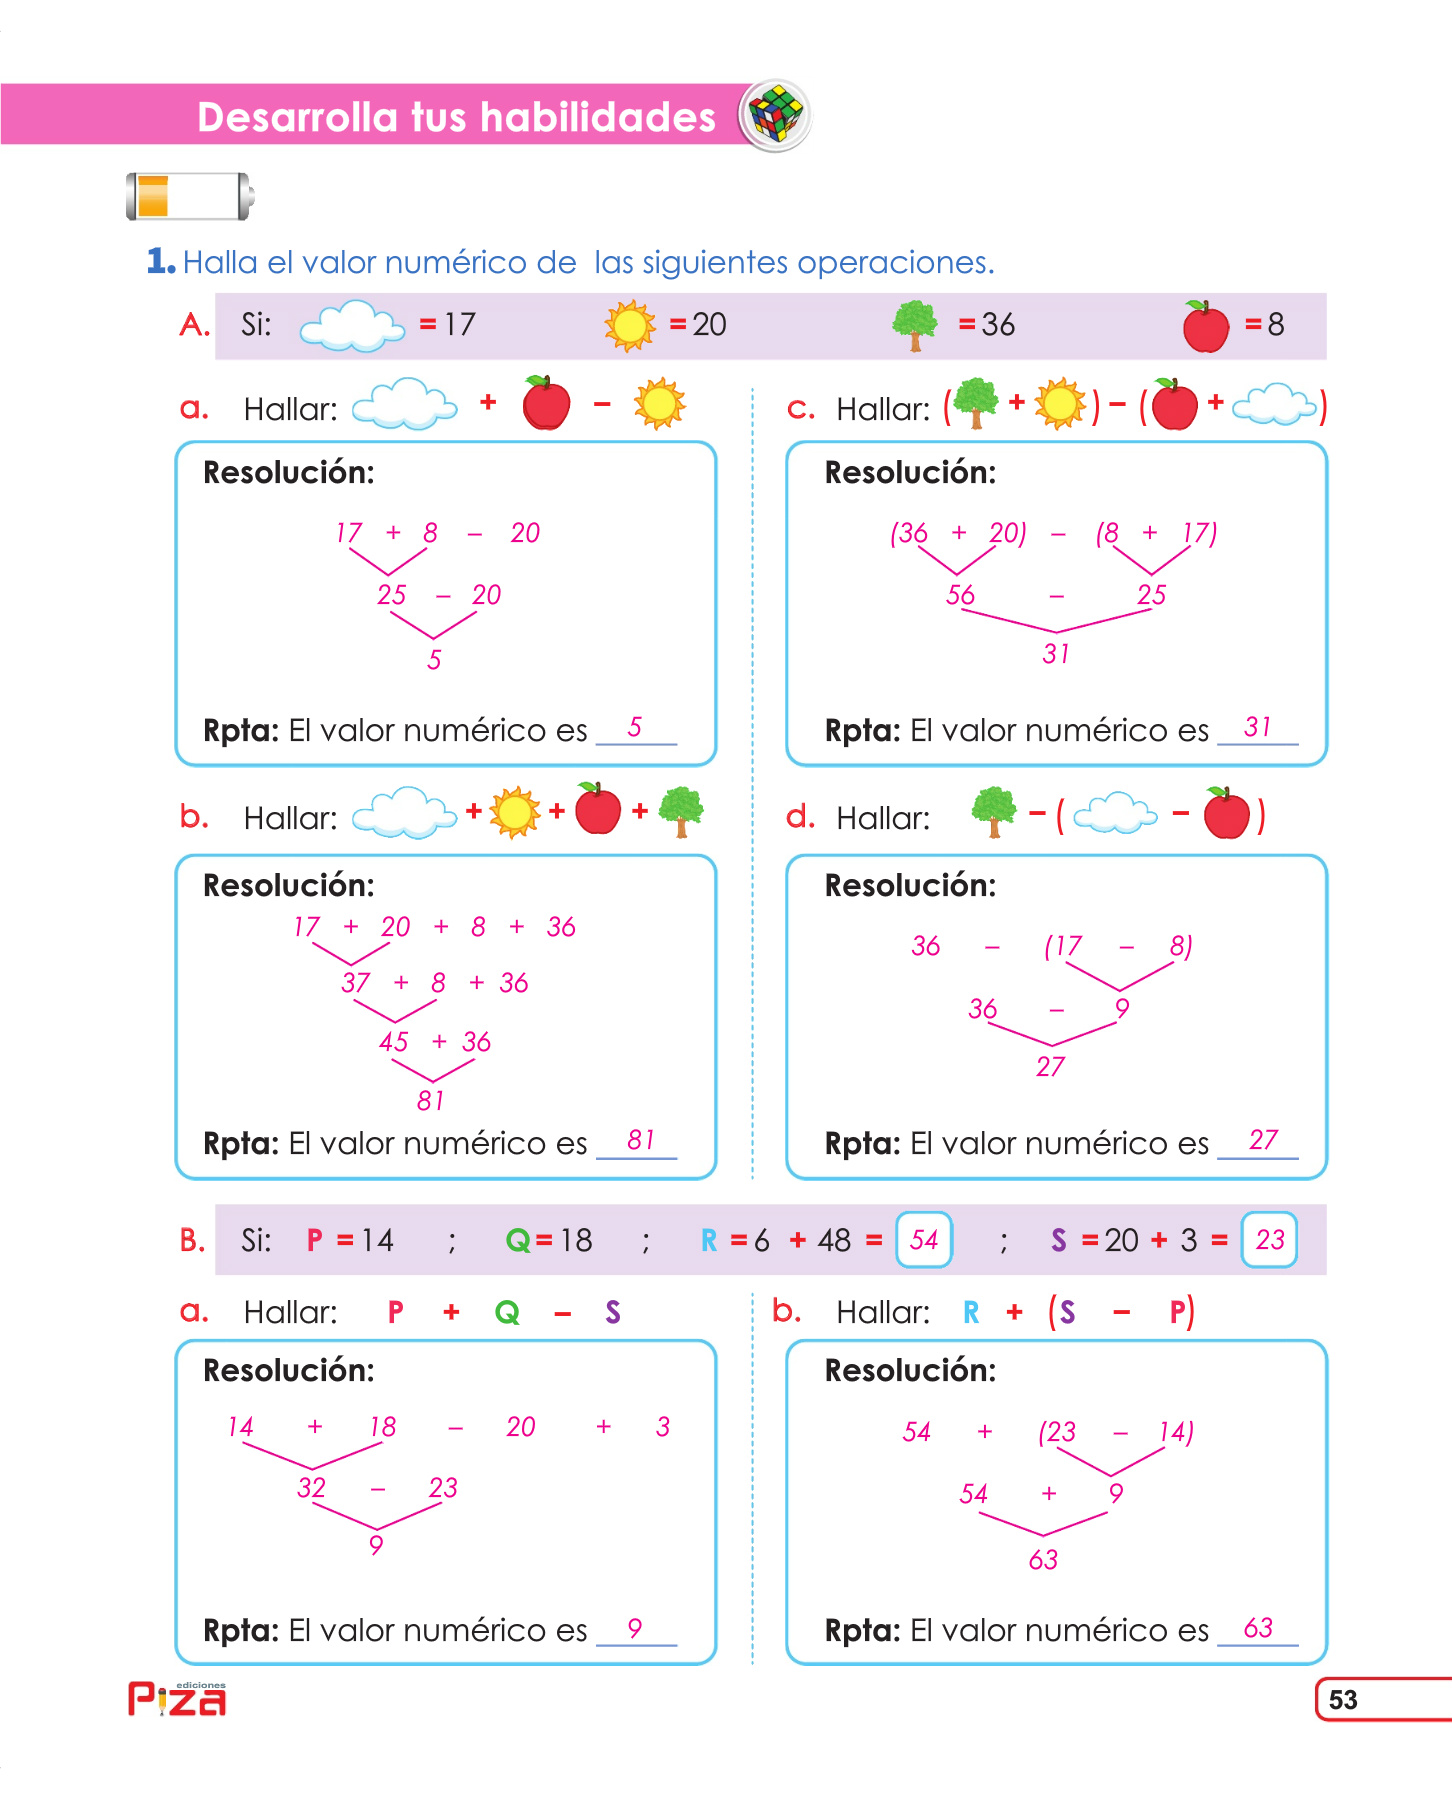 Desarrolla tus habilidades
1. Halla el valor numérico de las siguientes operaciones.
A. Si: = 17 = 20 = 36 = 8
a. Hallar: + –
Resolución:
17 + 8 – 20
25 – 20
5
Rpta: El valor numérico es 5
c. Hallar: ( + ) – ( + )
Resolución:
(36 + 20) – (8 + 17)
56 – 25
31
Rpta: El valor numérico es 31
b. Hallar: + + +
Resolución:
17 + 20 + 8 + 36
37 + 8 + 36
45 + 36
81
Rpta: El valor numérico es 81
d. Hallar: – ( – )
Resolución:
36 – (17 – 8)
36 – 9
27
Rpta: El valor numérico es 27
B. Si: P = 14 ; Q = 18 ; R = 6 + 48 = 54 ; S = 20 + 3 = 23
a. Hallar: P + Q – S
Resolución:
14 + 18 – 20 + 3
32 – 23
9
Rpta: El valor numérico es 9
b. Hallar: R + (S – P)
Resolución:
54 + (23 – 14)
54 + 9
63
Rpta: El valor numérico es 63
ediciones
Piza
53